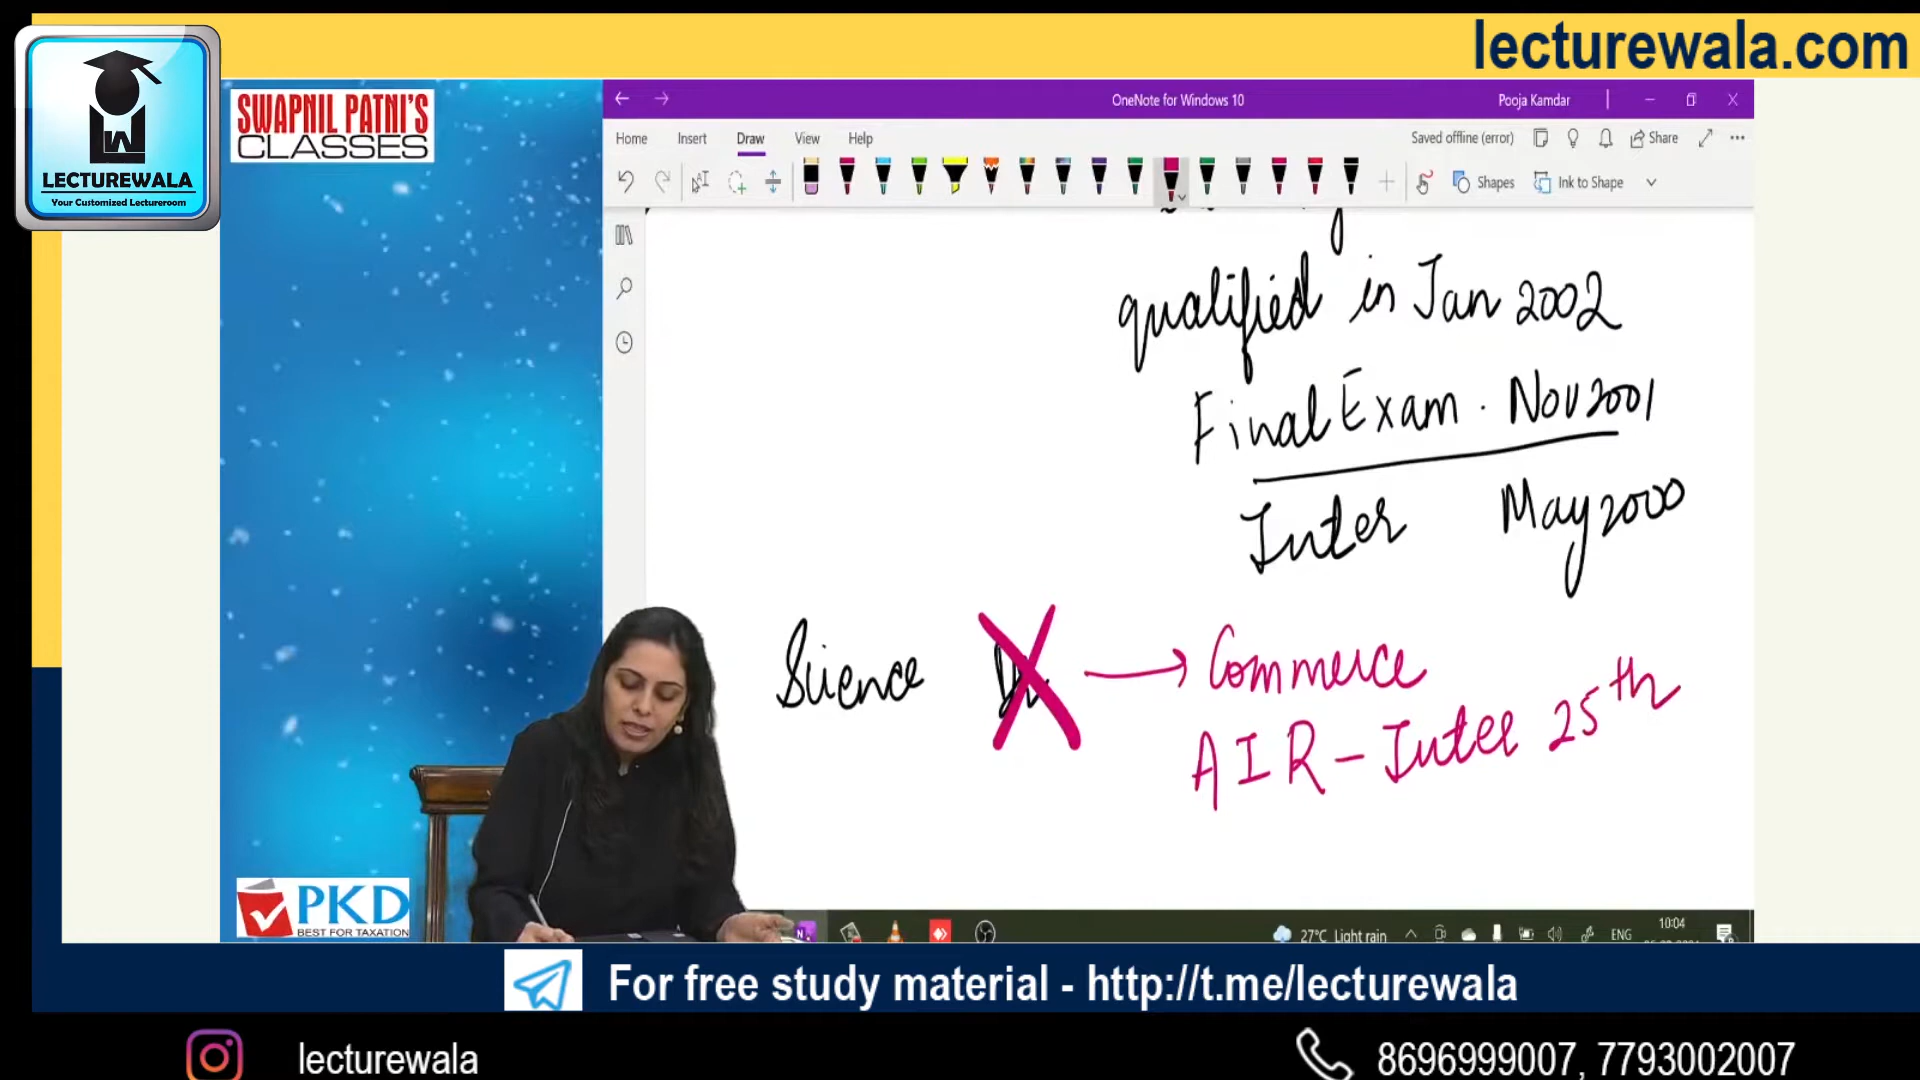 lecturewala.com
LW
LECTUREWALA
Your Customized Lectureroom
SWAPNIL PATNI'S
CLASSES
OneNote for Windows 10
Pooja Kamdar
Home Insert Draw View Help
Saved offline (error)
Share
Shapes
Ink to Shape
qualified in Jan 2002
Final Exam. Nov 2001
Inter May 2000
Science
Commerce
AIR - Inter 25th
PKD
BEST FOR TAXATION
27°C Light rain
ENG
10:04
For free study material - http://t.me/lecturewala
lecturewala
8696999007, 7793002007